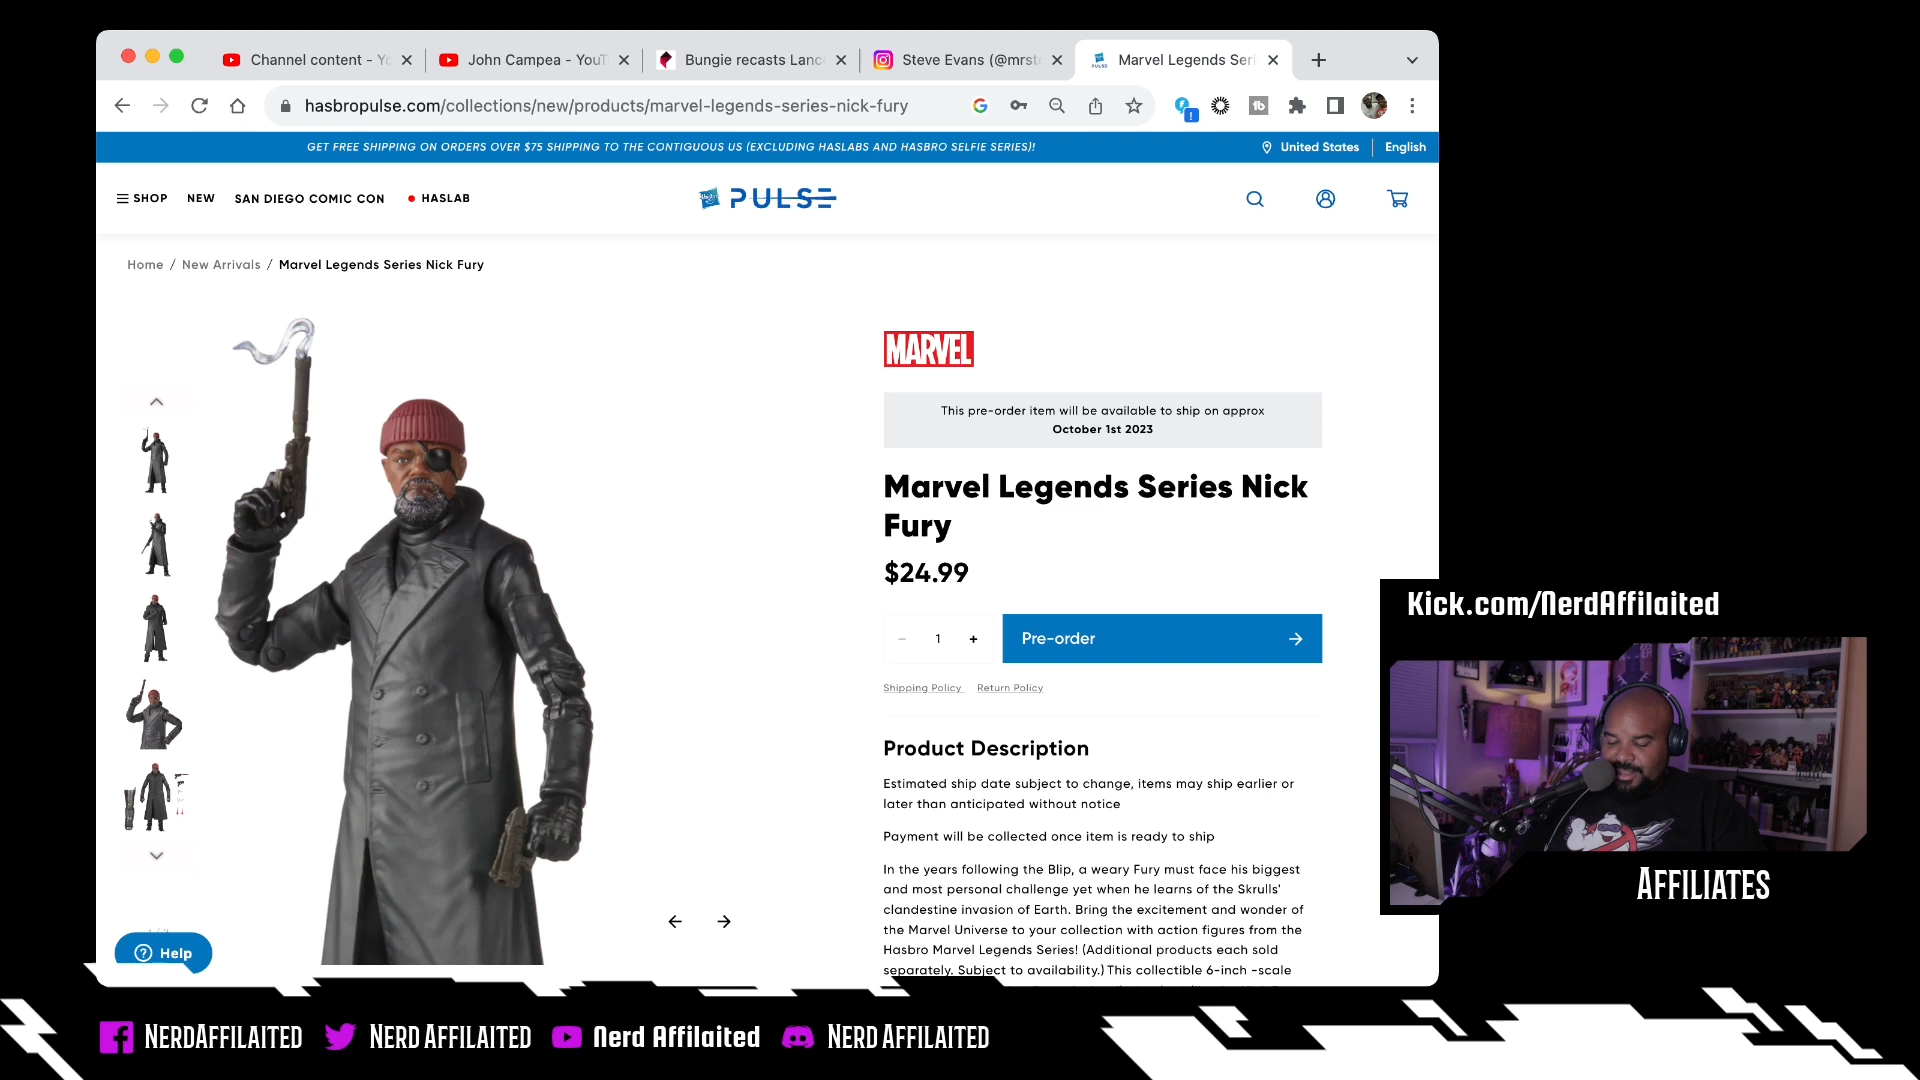 Channel content - Yo
John Campea - YouT
Bungie recasts Lanc
Steve Evans (@mrste
Marvel Legends Seri
hasbropulse.com/collections/new/products/marvel-legends-series-nick-fury
GET FREE SHIPPING ON ORDERS OVER $75 SHIPPING TO THE CONTIGUOUS US (EXCLUDING HASLABS AND HASBRO SELFIE SERIES)!
United States
English
SHOP
NEW
SAN DIEGO COMIC CON
HASLAB
PULSE
Home / New Arrivals / Marvel Legends Series Nick Fury
MARVEL
This pre-order item will be available to ship on approx
October 1st 2023
Marvel Legends Series Nick
Fury
$24.99
− 1 +
Pre-order
Shipping Policy
Return Policy
Product Description
Estimated ship date subject to change, items may ship earlier or
later than anticipated without notice
Payment will be collected once item is ready to ship
In the years following the Blip, a weary Fury must face his biggest
and most personal challenge yet when he learns of the Skrulls'
clandestine invasion of Earth. Bring the excitement and wonder of
the Marvel Universe to your collection with action figures from the
Hasbro Marvel Legends Series! (Additional products each sold
separately. Subject to availability.) This collectible 6-inch -scale
Help
Kick.com/NerdAffilaited
AFFILIATES
NERDAFFILAITED
NERD AFFILAITED
Nerd Affilaited
NERD AFFILAITED